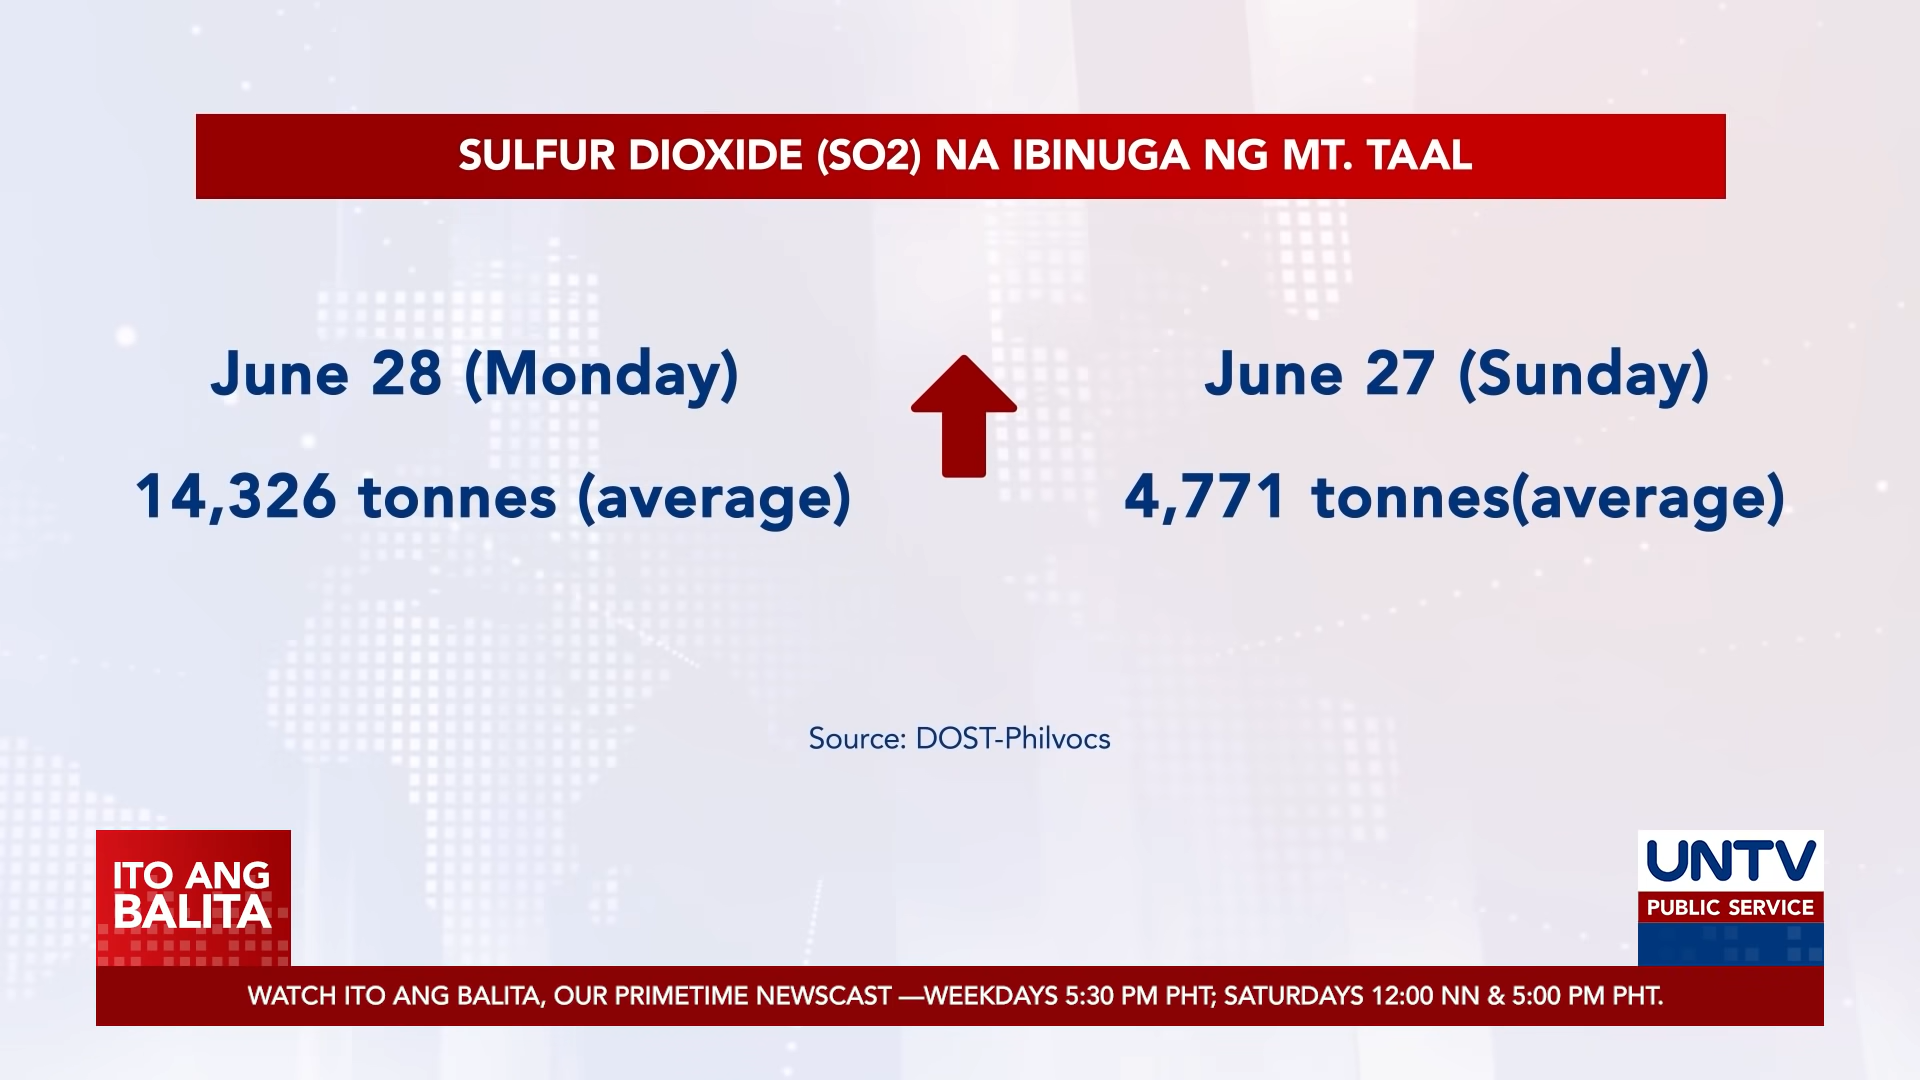 SULFUR DIOXIDE (SO2) NA IBINUGA NG MT. TAAL
June 28 (Monday)
14,326 tonnes (average)
June 27 (Sunday)
4,771 tonnes(average)
Source: DOST-Philvocs
ITO ANG
BALITA
UNTV
PUBLIC SERVICE
WATCH ITO ANG BALITA, OUR PRIMETIME NEWSCAST —WEEKDAYS 5:30 PM PHT; SATURDAYS 12:00 NN & 5:00 PM PHT.